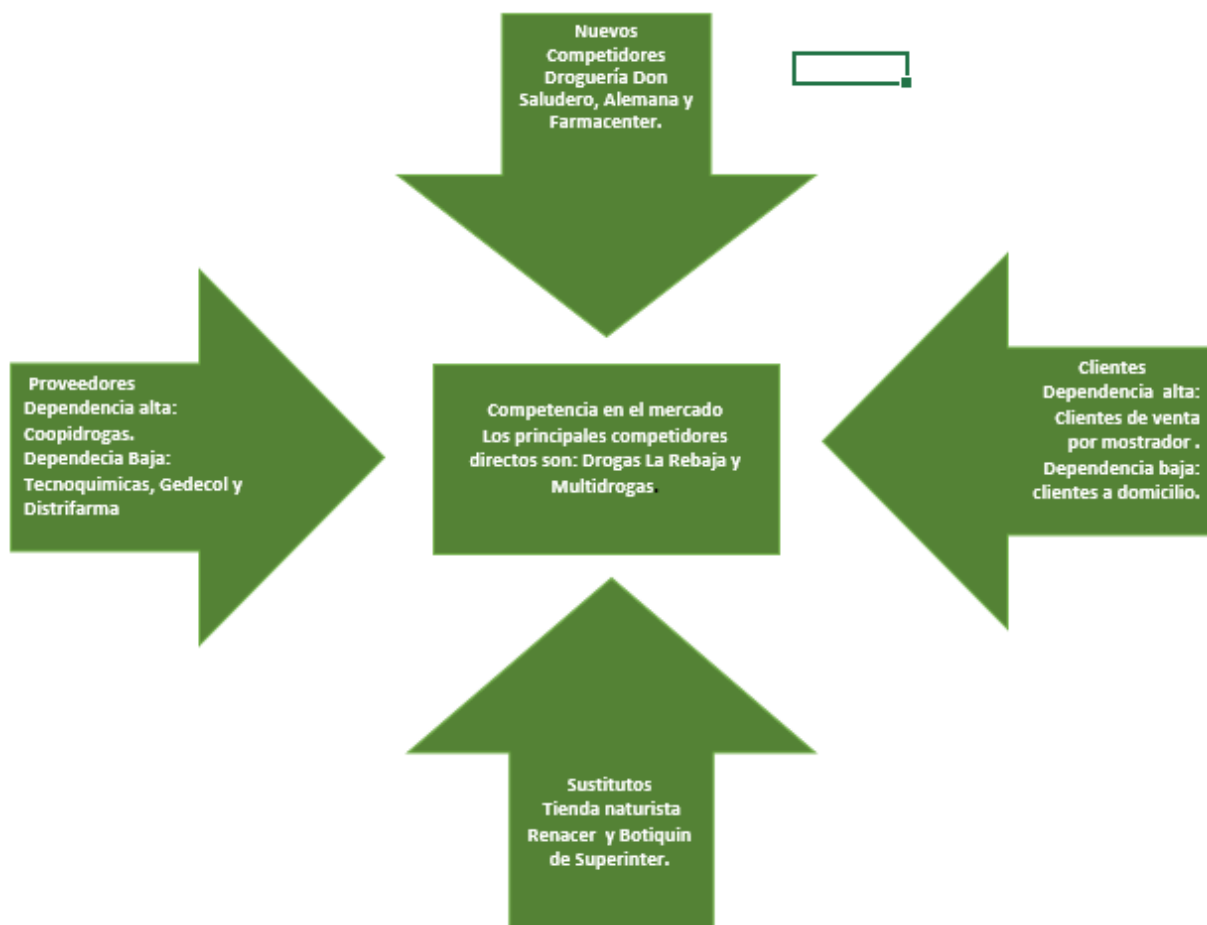 Nuevos
Competidores
Droguería Don
Saludero, Alemana y
Farmacenter.
Proveedores
Dependencia alta:
Coopidrogas.
Dependecia Baja:
Tecnoquimicas, Gedecol y
Distrifarma
Competencia en el mercado
Los principales competidores
directos son: Drogas La Rebaja y
Multidrogas.
Clientes
Dependencia alta:
Clientes de venta
por mostrador .
Dependencia baja:
clientes a domicilio.
Sustitutos
Tienda naturista
Renacer y Botiquin
de Superinter.